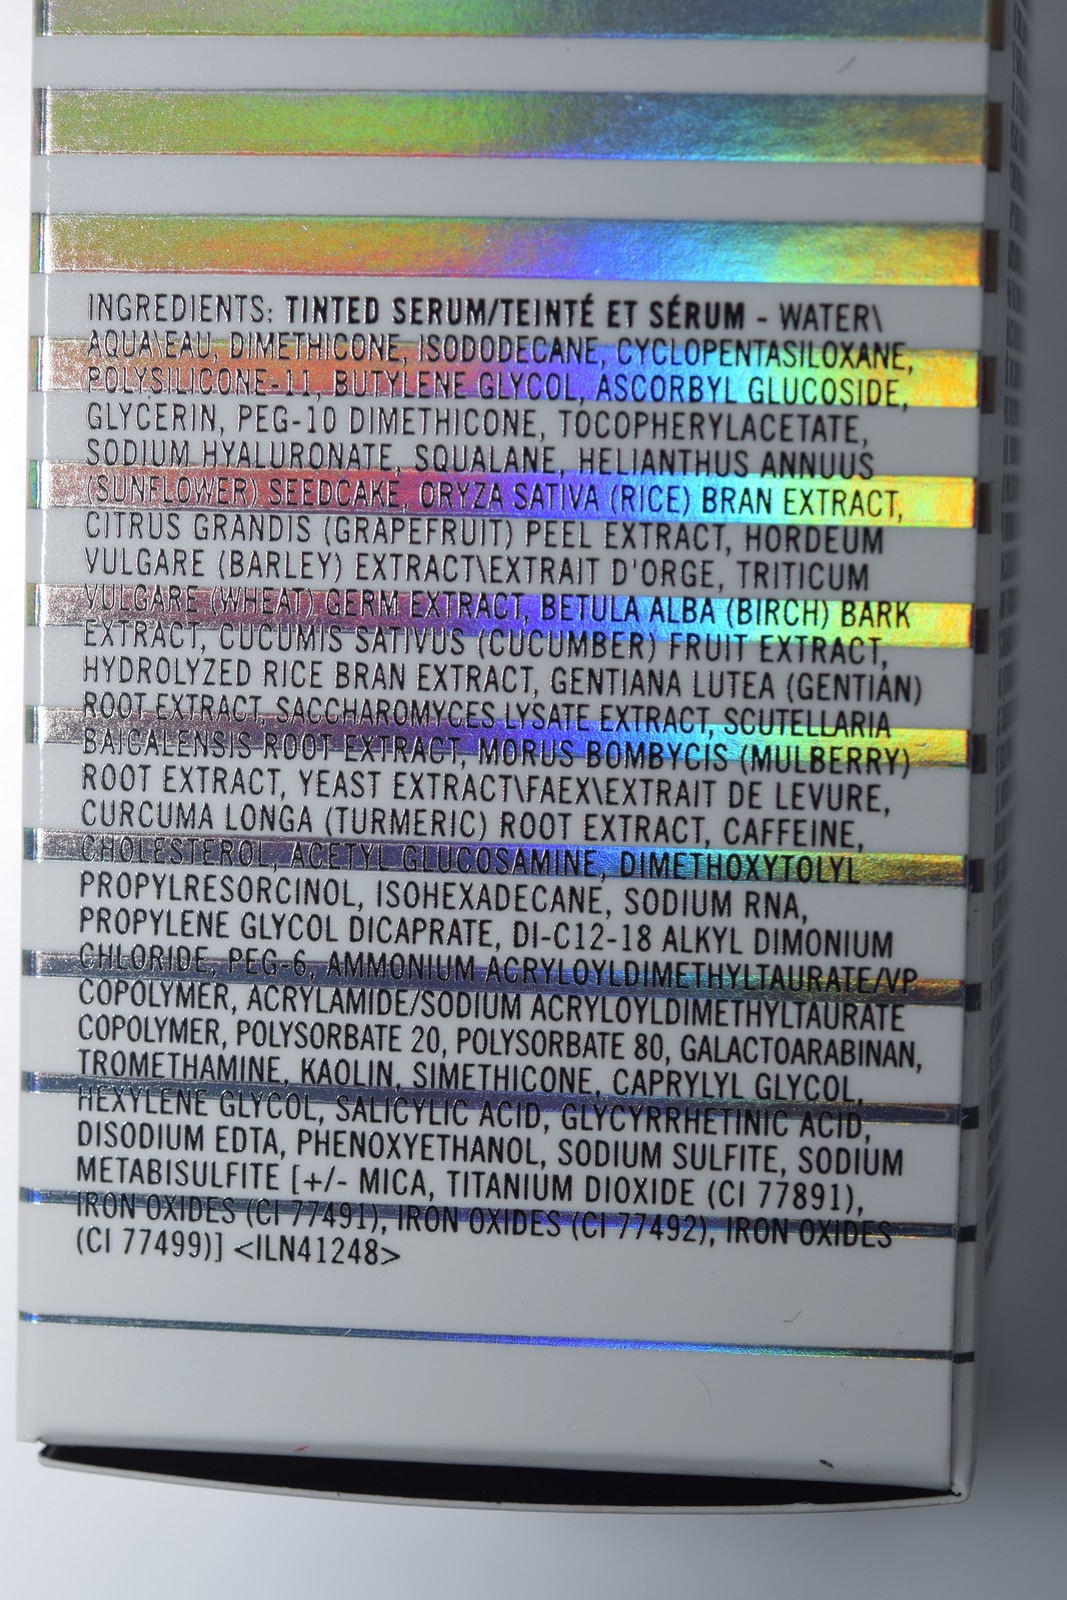 INGREDIENTS: TINTED SERUM/TEINTÉ ET SÉRUM - WATER\
AQUA\EAU, DIMETHICONE, ISODODECANE, CYCLOPENTASILOXANE,
POLYSILICONE-11, BUTYLENE GLYCOL, ASCORBYL GLUCOSIDE,
GLYCERIN, PEG-10 DIMETHICONE, TOCOPHERYLACETATE,
SODIUM HYALURONATE, SQUALANE, HELIANTHUS ANNUUS
(SUNFLOWER) SEEDCAKE, ORYZA SATIVA (RICE) BRAN EXTRACT,
CITRUS GRANDIS (GRAPEFRUIT) PEEL EXTRACT, HORDEUM
VULGARE (BARLEY) EXTRACT\EXTRAIT D'ORGE, TRITICUM
VULGARE (WHEAT) GERM EXTRACT, BETULA ALBA (BIRCH) BARK
EXTRACT, CUCUMIS SATIVUS (CUCUMBER) FRUIT EXTRACT,
HYDROLYZED RICE BRAN EXTRACT, GENTIANA LUTEA (GENTIAN)
ROOT EXTRACT, SACCHAROMYCES LYSATE EXTRACT, SCUTELLARIA
BAICALENSIS ROOT EXTRACT, MORUS BOMBYCIS (MULBERRY)
ROOT EXTRACT, YEAST EXTRACT\FAEX\EXTRAIT DE LEVURE,
CURCUMA LONGA (TURMERIC) ROOT EXTRACT, CAFFEINE,
CHOLESTEROL, ACETYL GLUCOSAMINE, DIMETHOXYTOLYL
PROPYLRESORCINOL, ISOHEXADECANE, SODIUM RNA,
PROPYLENE GLYCOL DICAPRATE, DI-C12-18 ALKYL DIMONIUM
CHLORIDE, PEG-6, AMMONIUM ACRYLOYLDIMETHYLTAURATE/VP
COPOLYMER, ACRYLAMIDE/SODIUM ACRYLOYLDIMETHYLTAURATE
COPOLYMER, POLYSORBATE 20, POLYSORBATE 80, GALACTOARABINAN,
TROMETHAMINE, KAOLIN, SIMETHICONE, CAPRYLYL GLYCOL,
HEXYLENE GLYCOL, SALICYLIC ACID, GLYCYRRHETINIC ACID,
DISODIUM EDTA, PHENOXYETHANOL, SODIUM SULFITE, SODIUM
METABISULFITE [+/- MICA, TITANIUM DIOXIDE (CI 77891),
IRON OXIDES (CI 77491), IRON OXIDES (CI 77492), IRON OXIDES
(CI 77499)] <ILN41248>